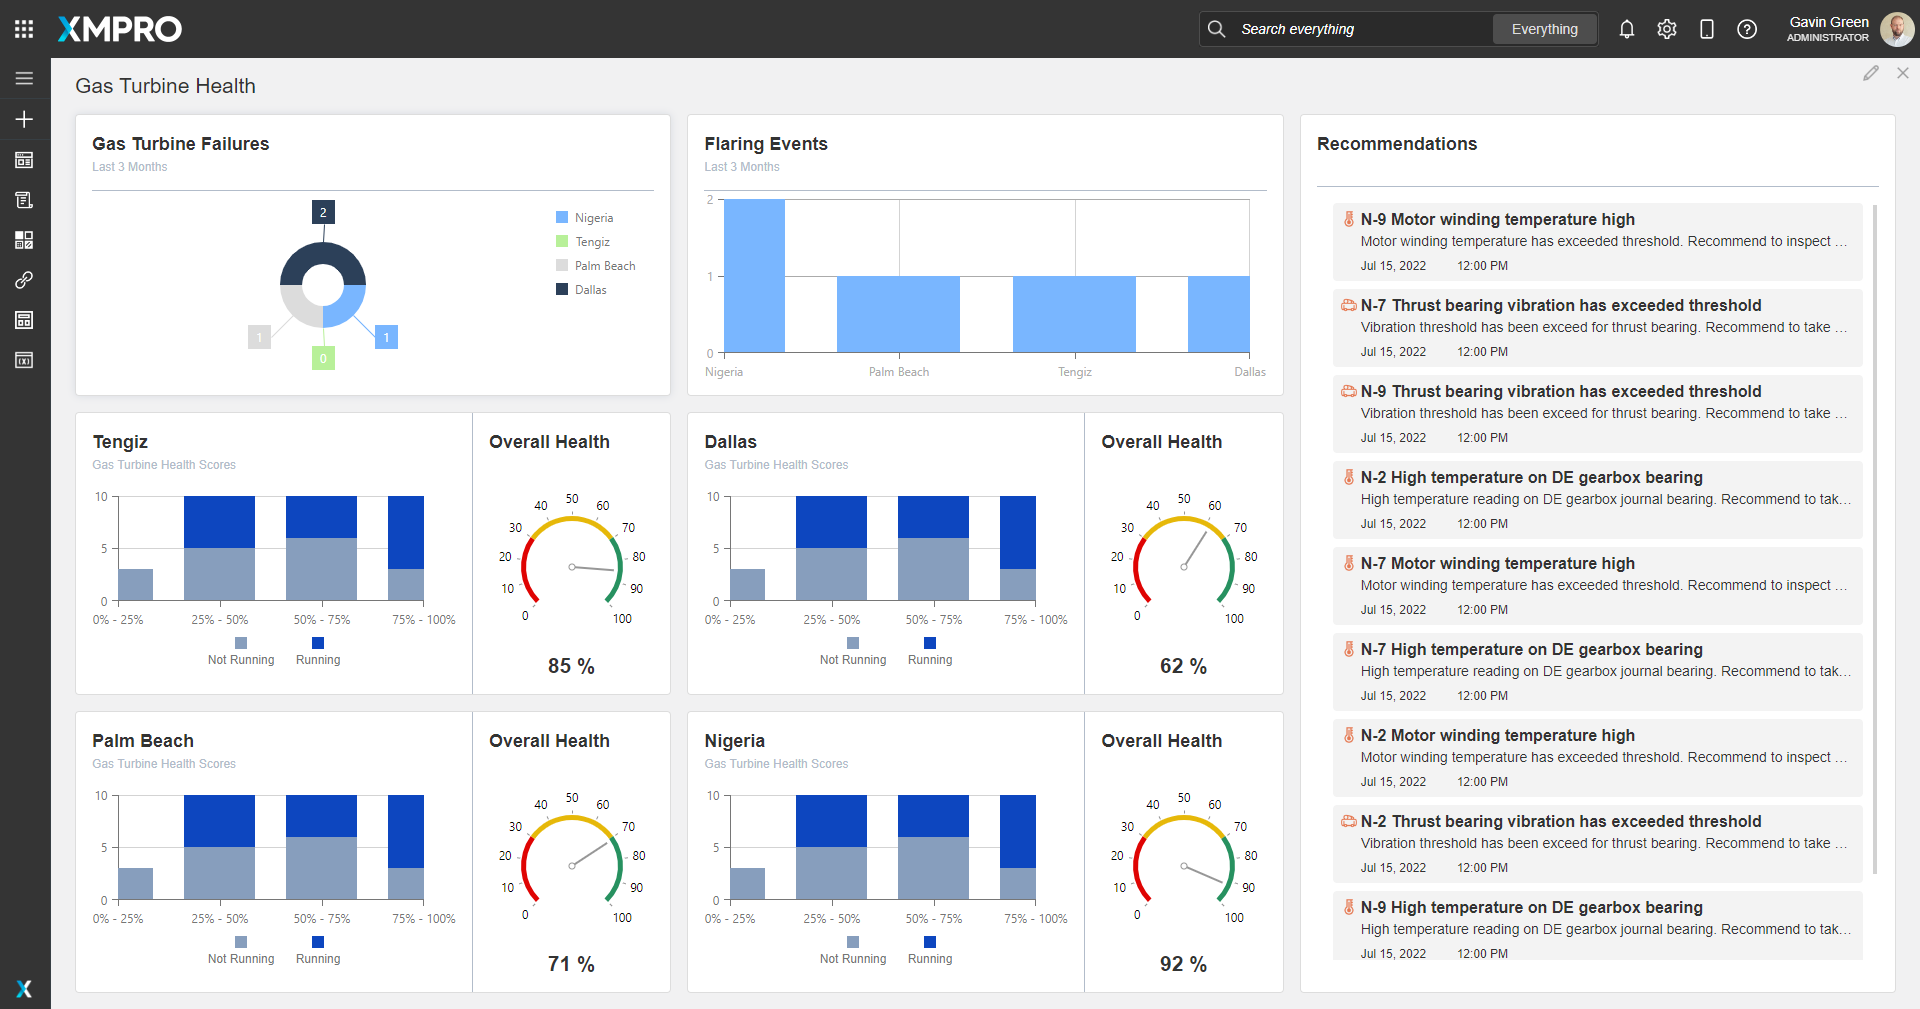 XMPRO
Search everything
Everything
Gavin Green
ADMINISTRATOR
Gas Turbine Health
Gas Turbine Failures
Last 3 Months
2
1
1
0
Nigeria
Tengiz
Palm Beach
Dallas
Flaring Events
Last 3 Months
2
1
0
Nigeria
Palm Beach
Tengiz
Dallas
Tengiz
Gas Turbine Health Scores
10
5
0
0% - 25%
25% - 50%
50% - 75%
75% - 100%
Not Running
Running
Overall Health
0
10
20
30
40
50
60
70
80
90
100
85 %
Dallas
Gas Turbine Health Scores
10
5
0
0% - 25%
25% - 50%
50% - 75%
75% - 100%
Not Running
Running
Overall Health
0
10
20
30
40
50
60
70
80
90
100
62 %
Palm Beach
Gas Turbine Health Scores
10
5
0
0% - 25%
25% - 50%
50% - 75%
75% - 100%
Not Running
Running
Overall Health
0
10
20
30
40
50
60
70
80
90
100
71 %
Nigeria
Gas Turbine Health Scores
10
5
0
0% - 25%
25% - 50%
50% - 75%
75% - 100%
Not Running
Running
Overall Health
0
10
20
30
40
50
60
70
80
90
100
92 %
Recommendations
N-9 Motor winding temperature high
Motor winding temperature has exceeded threshold. Recommend to inspect ...
Jul 15, 2022 12:00 PM
N-7 Thrust bearing vibration has exceeded threshold
Vibration threshold has been exceed for thrust bearing. Recommend to take ...
Jul 15, 2022 12:00 PM
N-9 Thrust bearing vibration has exceeded threshold
Vibration threshold has been exceed for thrust bearing. Recommend to take ...
Jul 15, 2022 12:00 PM
N-2 High temperature on DE gearbox bearing
High temperature reading on DE gearbox journal bearing. Recommend to tak...
Jul 15, 2022 12:00 PM
N-7 Motor winding temperature high
Motor winding temperature has exceeded threshold. Recommend to inspect ...
Jul 15, 2022 12:00 PM
N-7 High temperature on DE gearbox bearing
High temperature reading on DE gearbox journal bearing. Recommend to tak...
Jul 15, 2022 12:00 PM
N-2 Motor winding temperature high
Motor winding temperature has exceeded threshold. Recommend to inspect ...
Jul 15, 2022 12:00 PM
N-2 Thrust bearing vibration has exceeded threshold
Vibration threshold has been exceed for thrust bearing. Recommend to take ...
Jul 15, 2022 12:00 PM
N-9 High temperature on DE gearbox bearing
High temperature reading on DE gearbox journal bearing. Recommend to tak...
Jul 15, 2022 12:00 PM